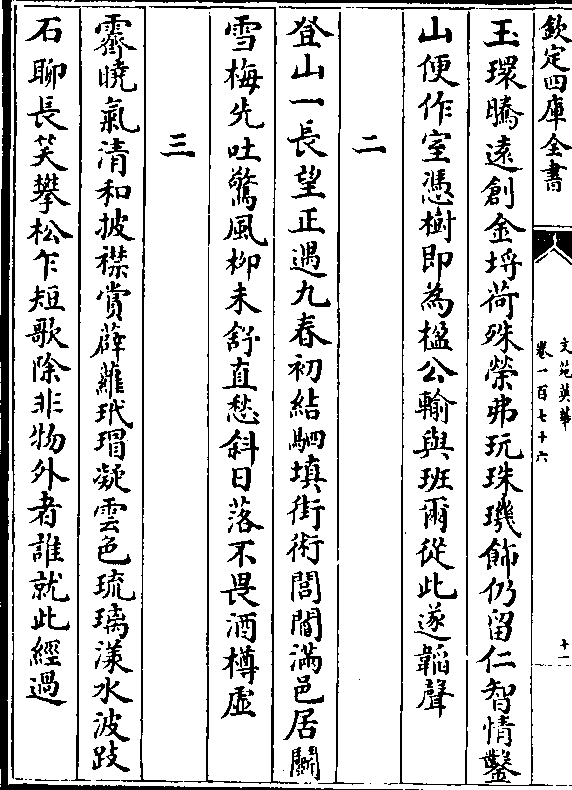 欽定四庫全書
文苑英華
卷一百七十六
十一
玉環騰遠創金埒荷殊榮弗玩珠璣飾仍留仁智情鑿
山便作室憑樹即為楹公輸與班爾從此遂韜聲
二
登山一長望正遇九春初結駟填街術閭閻滿邑居鬭
雪梅先吐驚風柳未舒直愁斜日落不畏酒樽虛
三
霽曉氣清和披襟賞薜蘿玳瑁凝雲色琉璃漾水波跂
石聊長笑攀松乍短歌除非物外者誰就此經過